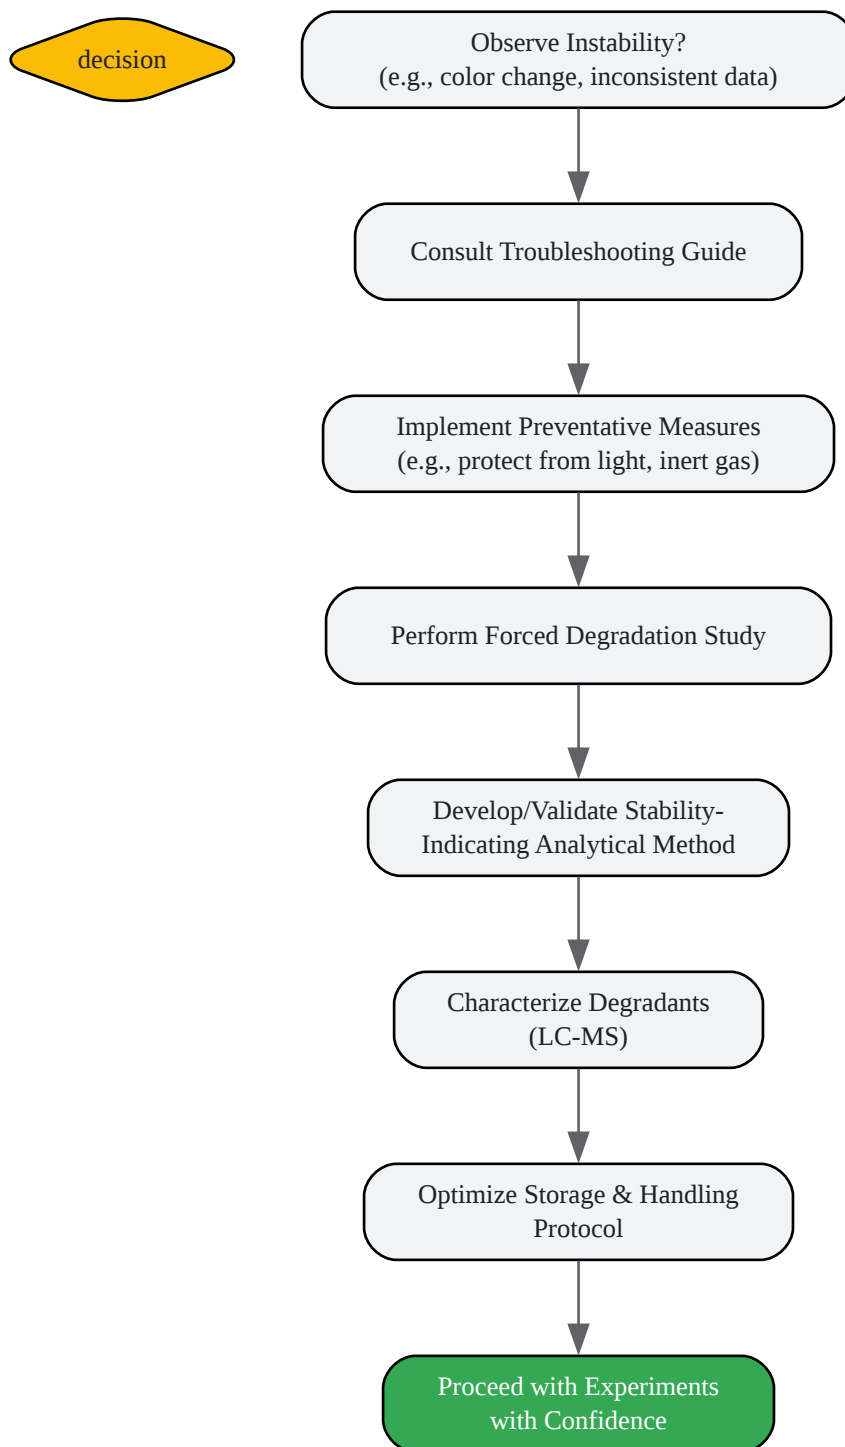 decision
Observe Instability?
(e.g., color change, inconsistent data)
Consult Troubleshooting Guide
Implement Preventative Measures
(e.g., protect from light, inert gas)
Perform Forced Degradation Study
Develop/Validate Stability-
Indicating Analytical Method
Characterize Degradants
(LC-MS)
Optimize Storage & Handling
Protocol
Proceed with Experiments
with Confidence